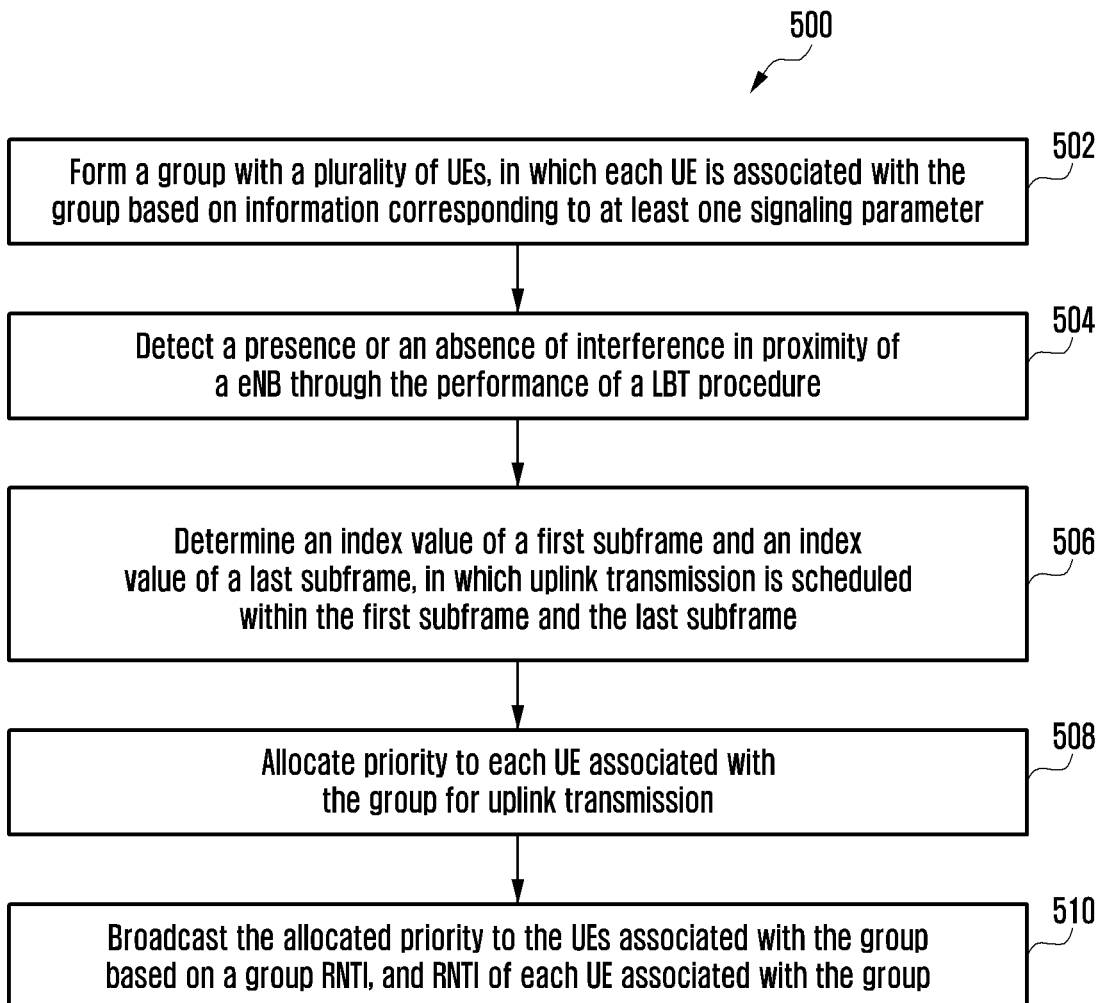 500
502
Form a group with a plurality of UEs, in which each UE is associated with the
group based on information corresponding to at least one signaling parameter
504
Detect a presence or an absence of interference in proximity of
a eNB through the performance of a LBT procedure
506
Determine an index value of a first subframe and an index
value of a last subframe, in which uplink transmission is scheduled
within the first subframe and the last subframe
508
Allocate priority to each UE associated with
the group for uplink transmission
510
Broadcast the allocated priority to the UEs associated with the group
based on a group RNTI, and RNTI of each UE associated with the group